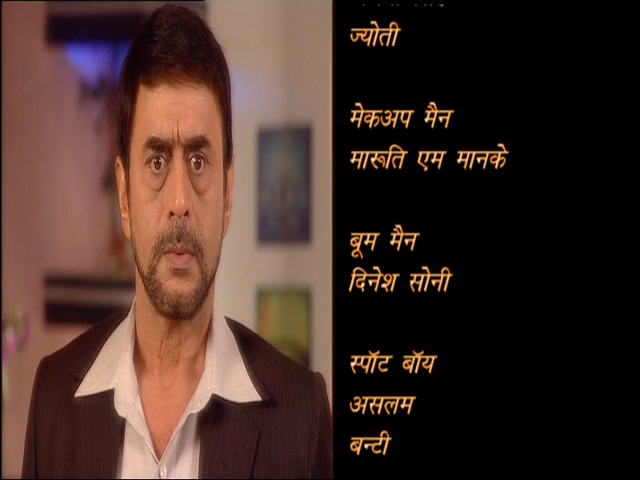 ज्योती
मेकअप मैन
मारूति एम मानके
बूम मैन
दिनेश सोनी
स्पॉट बॉय
असलम
बन्टी